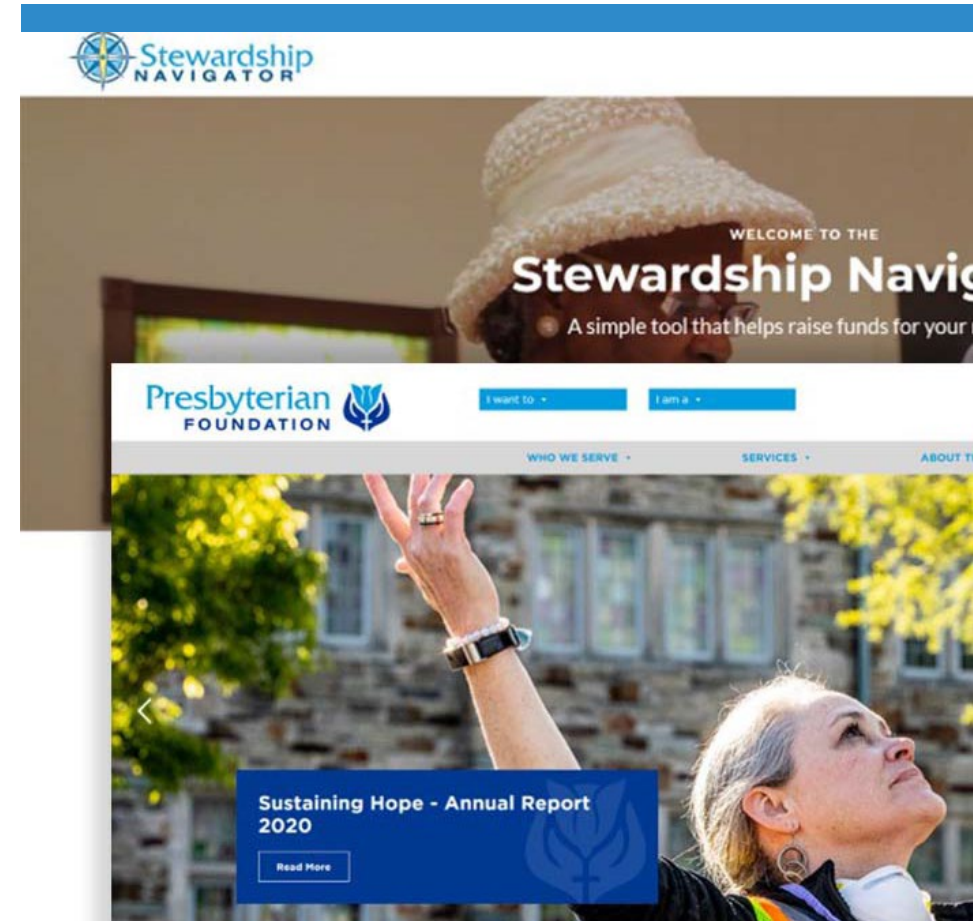 Stewardship
NAVIGATOR
WELCOME TO THE
Stewardship Navig
A simple tool that helps raise funds for your
Presbyterian
FOUNDATION
I want to
I am a
WHO WE SERVE
SERVICES
ABOUT T
Sustaining Hope - Annual Report
2020
Read More